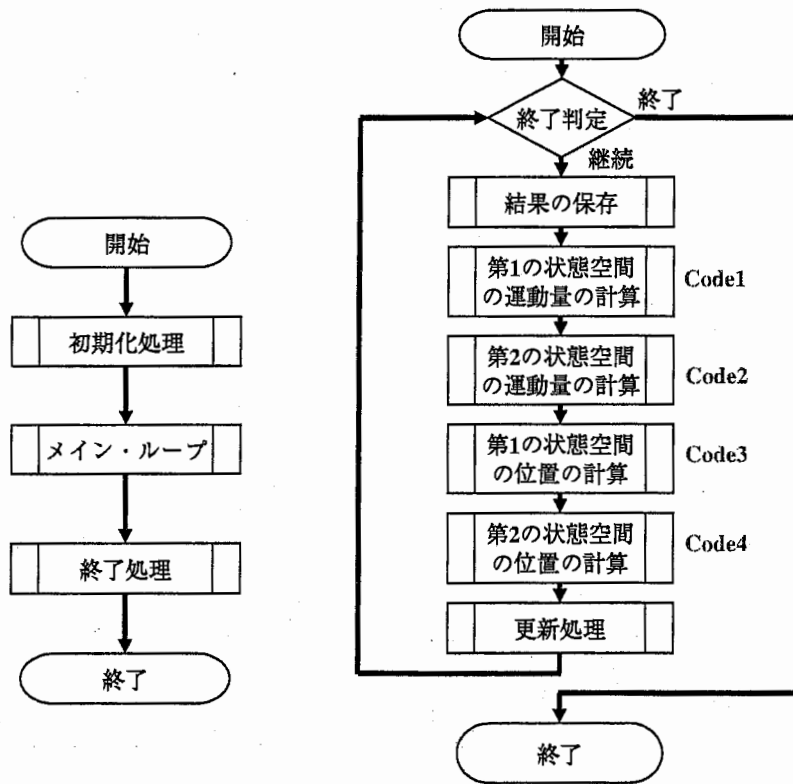 開始
初期化処理
メイン・ループ
終了処理
終了
開始
終了判定
終了
継続
結果の保存
第1の状態空間
の運動量の計算
Code1
第2の状態空間
の運動量の計算
Code2
第1の状態空間
の位置の計算
Code3
第2の状態空間
の位置の計算
Code4
更新処理
終了